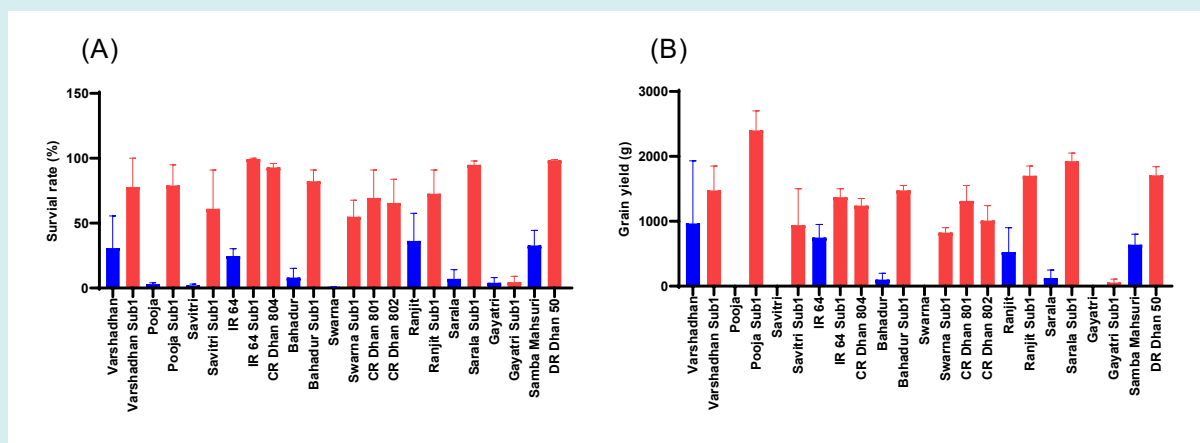 (A)
Survial rate (%)
150
100
50
0
Varshadhan
Varshadhan Sub1
Pooja
Pooja Sub1
Savitri
Savitri Sub1
IR 64
IR 64 Sub1
CR Dhan 804
Bahadur
Bahadur Sub1
Swarna
Swarna Sub1
CR Dhan 801
CR Dhan 802
Ranjit
Ranjit Sub1
Sarala
Sarala Sub1
Gayatri
Gayatri Sub1
Samba Mahsuri
DR Dhan 50
(B)
Grain yield (g)
3000
2000
1000
0
Varshadhan
Varshadhan Sub1
Pooja
Pooja Sub1
Savitri
Savitri Sub1
IR 64
IR 64 Sub1
CR Dhan 804
Bahadur
Bahadur Sub1
Swarna
Swarna Sub1
CR Dhan 801
CR Dhan 802
Ranjit
Ranjit Sub1
Sarala
Sarala Sub1
Gayatri
Gayatri Sub1
Samba Mahsuri
DR Dhan 50